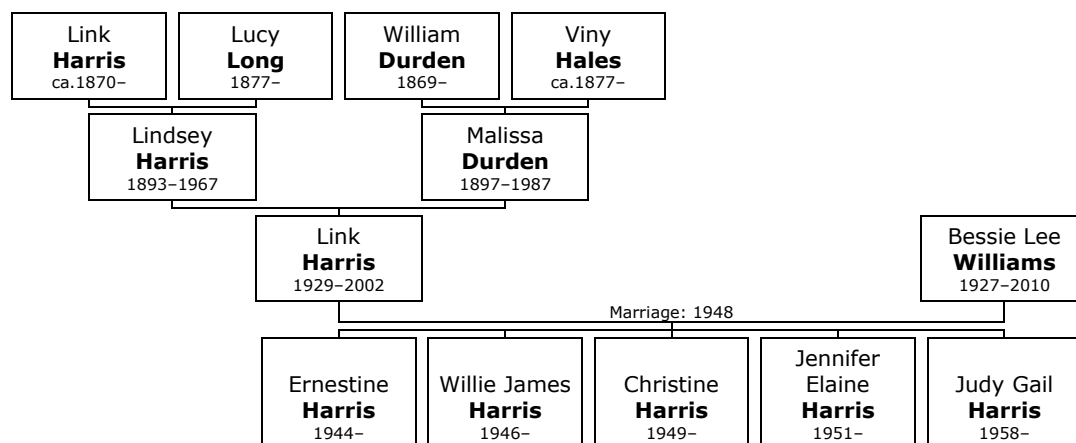 Link
Harris
ca.1870–
Lucy
Long
1877–
William
Durden
1869–
Viny
Hales
ca.1877–
Lindsey
Harris
1893–1967
Malissa
Durden
1897–1987
Link
Harris
1929–2002
Bessie Lee
Williams
1927–2010
Marriage: 1948
Ernestine
Harris
1944–
Willie James
Harris
1946–
Christine
Harris
1949–
Jennifer
Elaine
Harris
1951–
Judy Gail
Harris
1958–